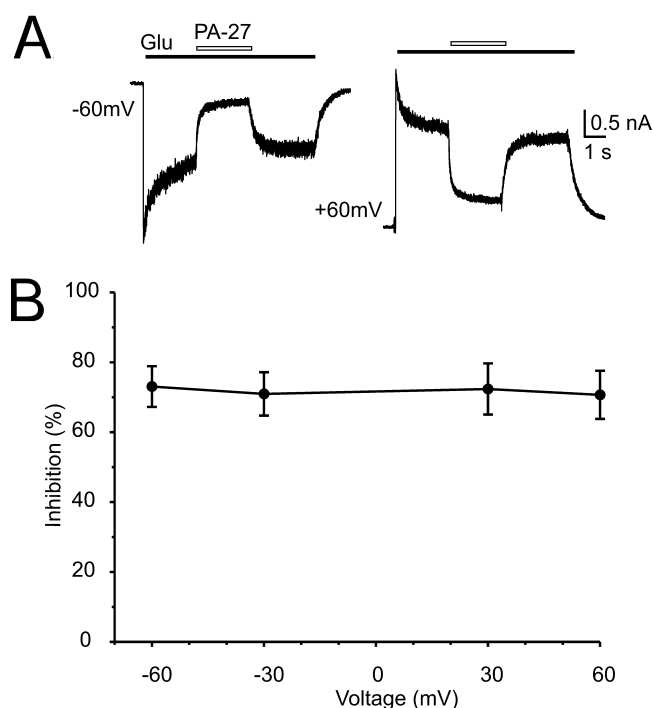 A
Glu
PA-27
-60mV
+60mV
0.5 nA
1 s
B
100
80
60
40
20
0
Inhibition (%)
-60
-30
0
30
60
Voltage (mV)